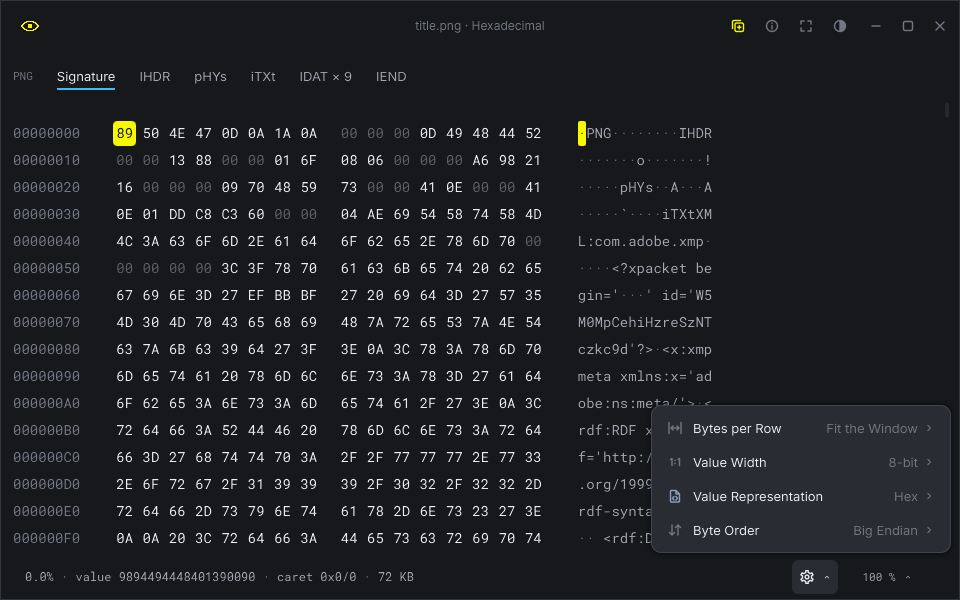 title.png · Hexadecimal
PNG Signature IHDR pHYs iTXt IDAT × 9 IEND
00000000 89 50 4E 47 0D 0A 1A 0A 00 00 00 0D 49 48 44 52 ·PNG········IHDR
00000010 00 00 13 88 00 00 01 6F 08 06 00 00 00 A6 98 21 ·······o·······!
00000020 16 00 00 00 09 70 48 59 73 00 00 41 0E 00 00 41 ·····pHYs··A···A
00000030 0E 01 DD C8 C3 60 00 00 04 AE 69 54 58 74 58 4D ·····`····iTXtXM
00000040 4C 3A 63 6F 6D 2E 61 64 6F 62 65 2E 78 6D 70 00 L:com.adobe.xmp·
00000050 00 00 00 00 3C 3F 78 70 61 63 6B 65 74 20 62 65 ····<?xpacket be
00000060 67 69 6E 3D 27 EF BB BF 27 20 69 64 3D 27 57 35 gin='···' id='W5
00000070 4D 30 4D 70 43 65 68 69 48 7A 72 65 53 7A 4E 54 M0MpCehiHzreSzNT
00000080 63 7A 6B 63 39 64 27 3F 3E 0A 3C 78 3A 78 6D 70 czkc9d'?>·<x:xmp
00000090 6D 65 74 61 20 78 6D 6C 6E 73 3A 78 3D 27 61 64 meta xmlns:x='ad
000000A0 6F 62 65 3A 6E 73 3A 6D 65 74 61 2F 27 3E 0A 3C obe:ns:meta/'>·<
000000B0 72 64 66 3A 52 44 46 20 78 6D 6C 6E 73 3A 72 64 rdf:RDF x
000000C0 66 3D 27 68 74 74 70 3A 2F 2F 77 77 77 2E 77 33 f='http:/
000000D0 2E 6F 72 67 2F 31 39 39 39 2F 30 32 2F 32 32 2D .org/1999
000000E0 72 64 66 2D 73 79 6E 74 61 78 2D 6E 73 23 27 3E rdf-synta
000000F0 0A 0A 20 3C 72 64 66 3A 44 65 73 63 72 69 70 74 ·· <rdf:D
Bytes per Row Fit the Window
1:1 Value Width 8-bit
Value Representation Hex
Byte Order Big Endian
0.0% · value 9894494448401390090 · caret 0x0/0 · 72 KB
100 %